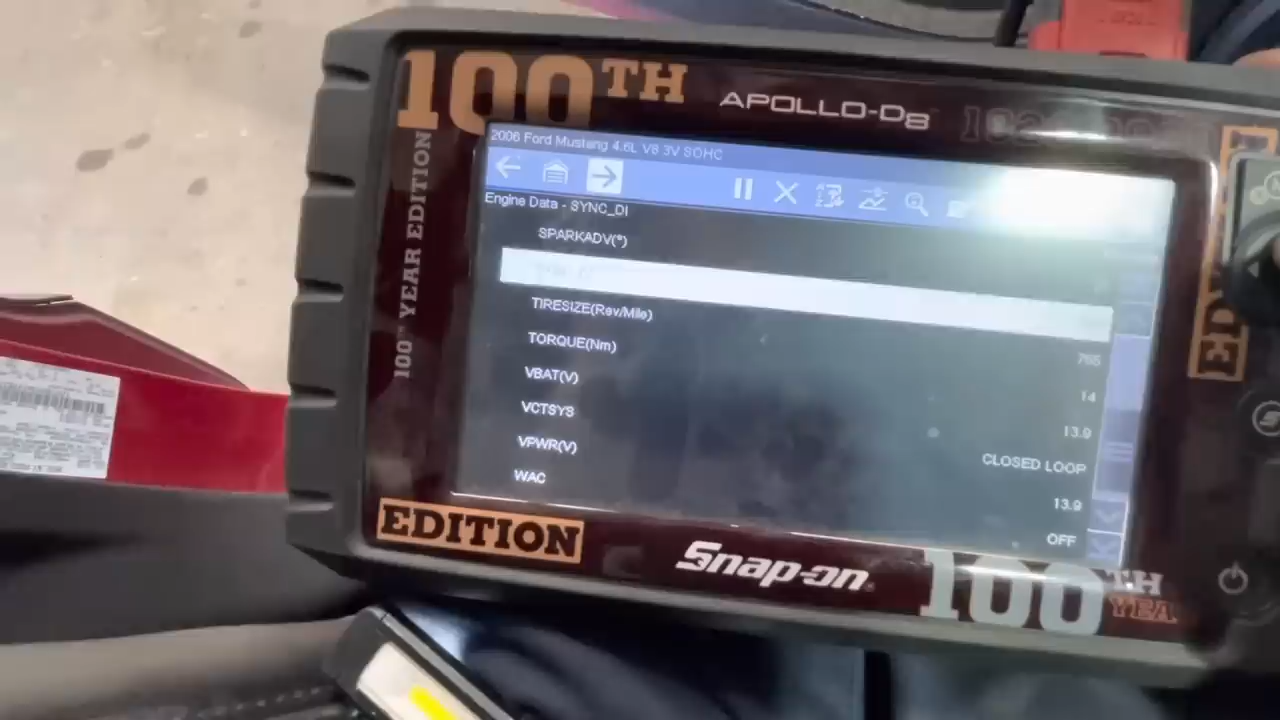 100TH
APOLLO-D8
100TH YEAR EDITION
2006 Ford Mustang 4.6L V8 3V SOHC
Engine Data - SYNC_DI
SPARKADV(°)
TIRESIZE(Rev/Mile) 765
TORQUE(Nm) 14
VBAT(V) 13.9
VCTSYS CLOSED LOOP
VPWR(V) 13.9
WAC OFF
EDITION
Snap-on
100TH
YEA